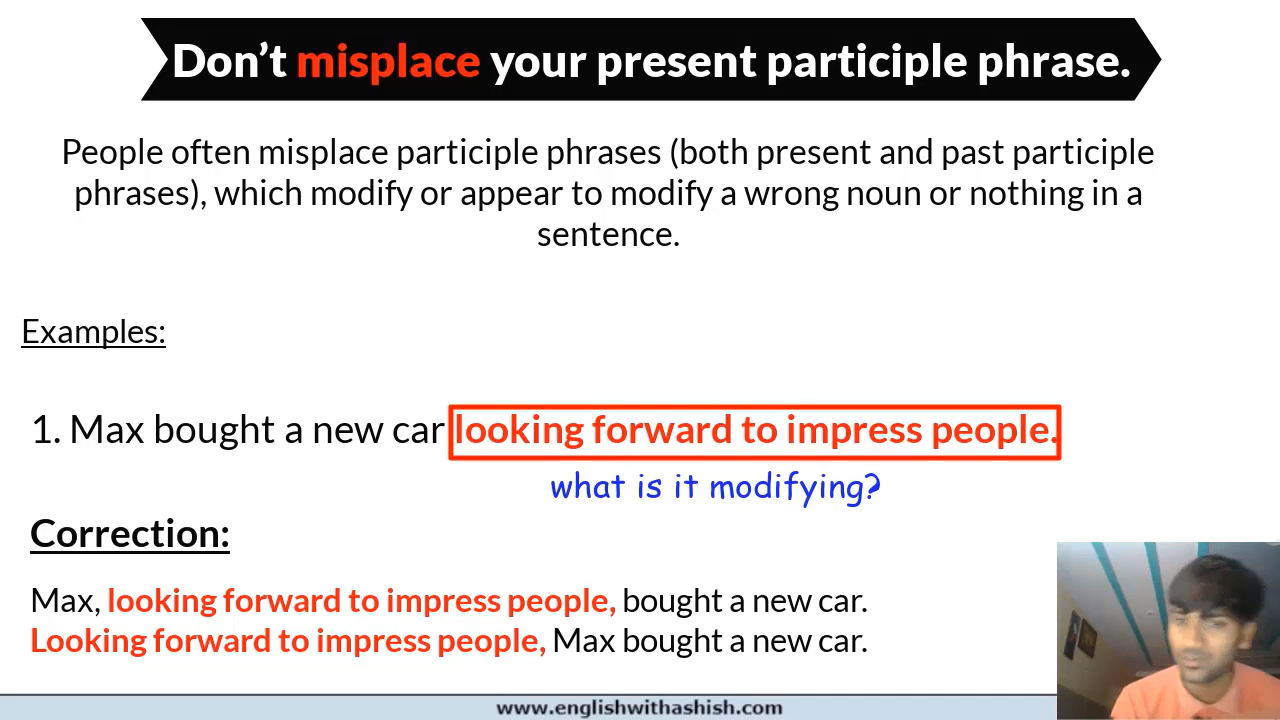 Don’t misplace your present participle phrase.
People often misplace participle phrases (both present and past participle
phrases), which modify or appear to modify a wrong noun or nothing in a
sentence.
Examples:
1. Max bought a new car looking forward to impress people.
what is it modifying?
Correction:
Max, looking forward to impress people, bought a new car.
Looking forward to impress people, Max bought a new car.
www.englishwithashish.com